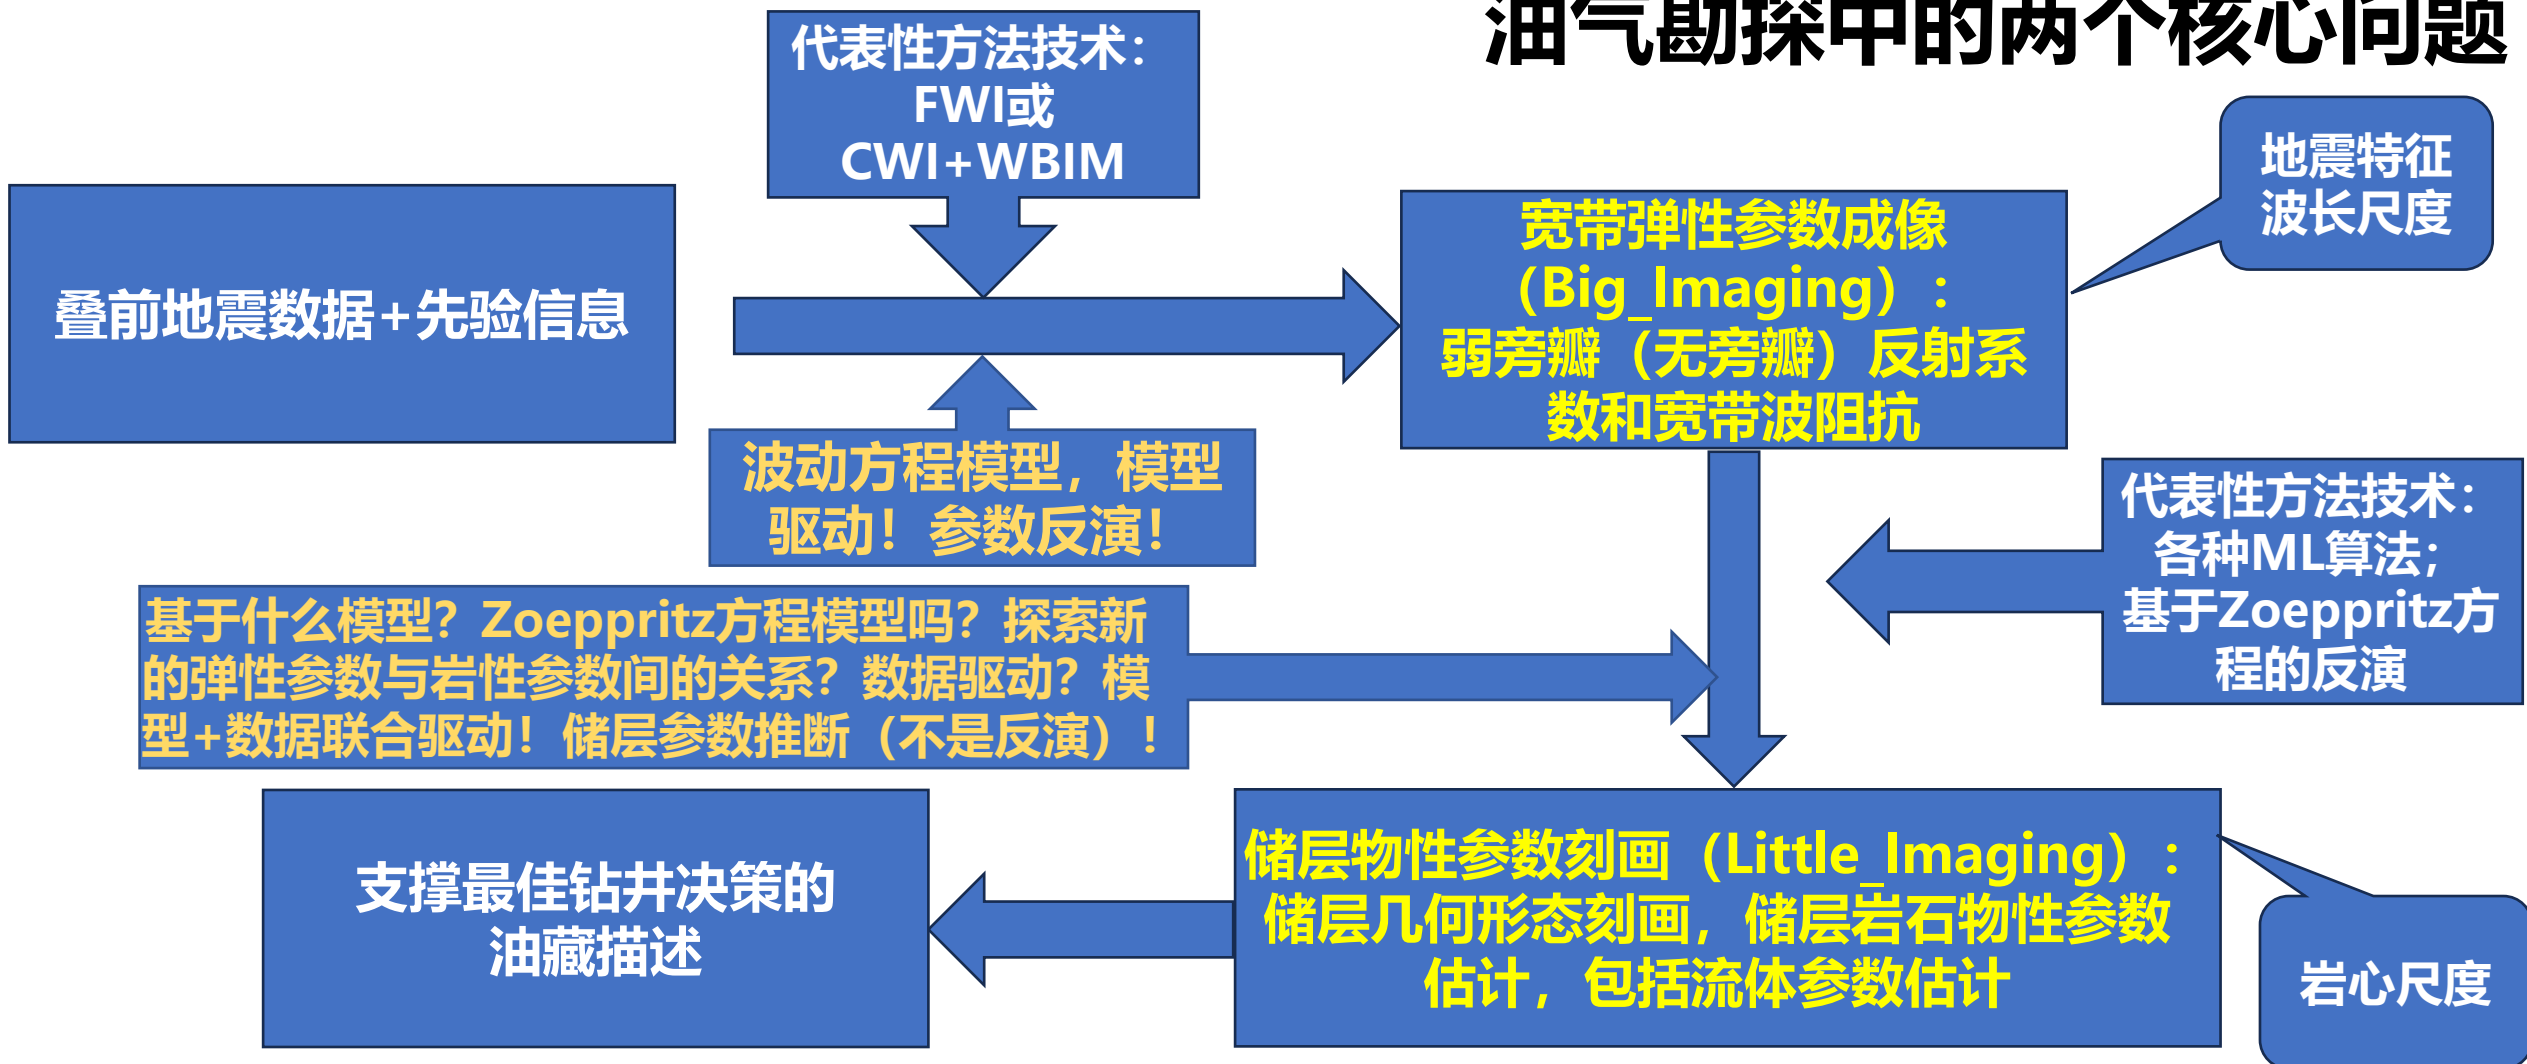 油气勘探中的两个核心问题
代表性方法技术：
FWI或
CWI+WBIM
地震特征
波长尺度
叠前地震数据+先验信息
宽带弹性参数成像
（Big_Imaging）：
弱旁瓣（无旁瓣）反射系
数和宽带波阻抗
波动方程模型，模型
驱动！参数反演！
代表性方法技术：
各种ML算法；
基于Zoeppritz方
程的反演
基于什么模型？Zoeppritz方程模型吗？探索新
的弹性参数与岩性参数间的关系？数据驱动？模
型+数据联合驱动！储层参数推断（不是反演）！
支撑最佳钻井决策的
油藏描述
储层物性参数刻画（Little_Imaging）：
储层几何形态刻画，储层岩石物性参数
估计，包括流体参数估计
岩心尺度